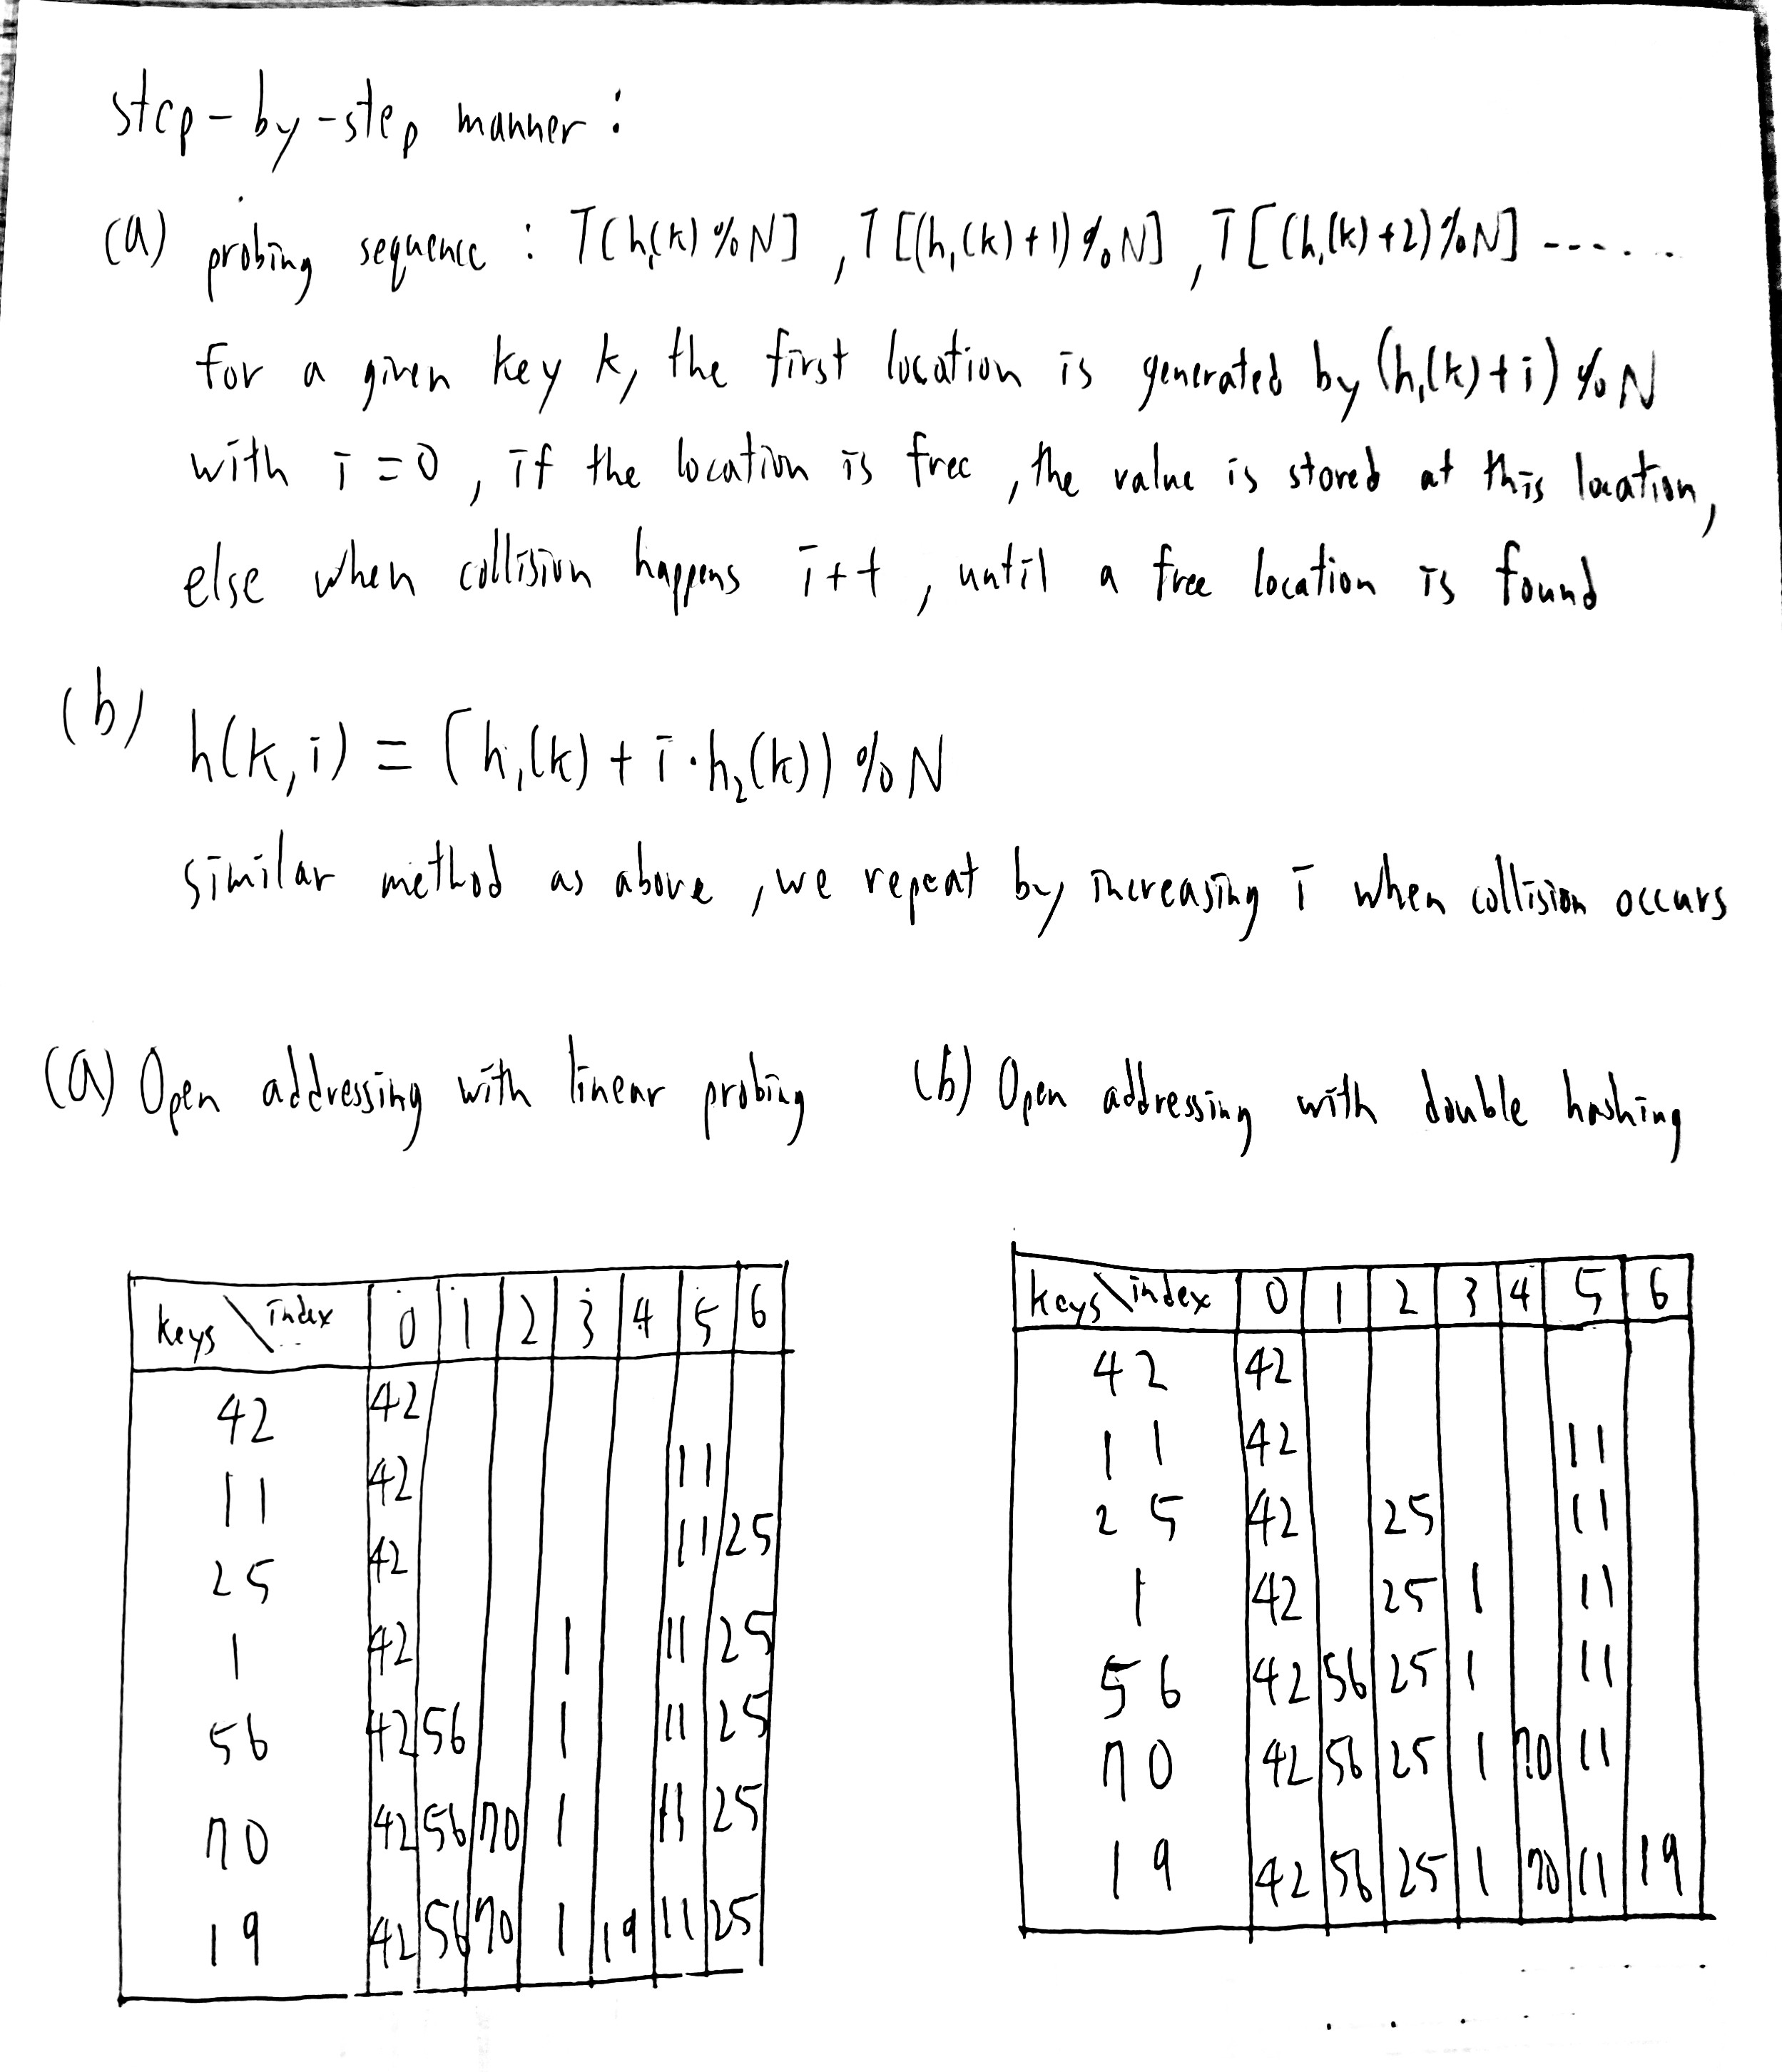 step-by-step manner :
(a) probing sequence : T[h₁(k) % N] , T[(h₁(k)+1) % N] , T[(h₁(k)+2) % N] ------
for a given key k, the first location is generated by (h₁(k)+i) % N
with i = 0 , if the location is free , the value is stored at this location,
else when collision happens i++ , until a free location is found
(b) h(k,i) = (h₁(k) + i·h₂(k)) % N
similar method as above , we repeat by increasing i when collision occurs
(a) Open addressing with linear probing
keys \ index 0 1 2 3 4 5 6
42 42
11 42 11
25 42 11 25
1 42 1 11 25
56 42 56 1 11 25
70 42 56 70 1 11 25
19 42 56 70 1 19 11 25
(b) Open addressing with double hashing
keys \ index 0 1 2 3 4 5 6
42 42
11 42 11
25 42 25 11
1 42 25 1 11
56 42 56 25 1 11
70 42 56 25 1 70 11
19 42 56 25 1 70 11 19